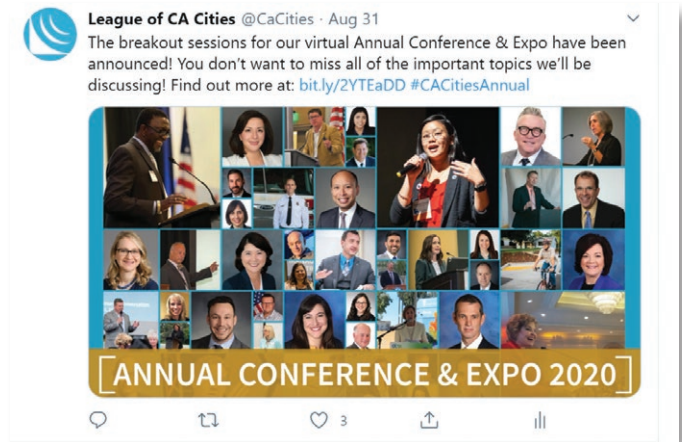 League of CA Cities @CaCities · Aug 31
The breakout sessions for our virtual Annual Conference & Expo have been
announced! You don't want to miss all of the important topics we'll be
discussing! Find out more at: bit.ly/2YTEaDD #CACitiesAnnual
[ANNUAL CONFERENCE & EXPO 2020]
3